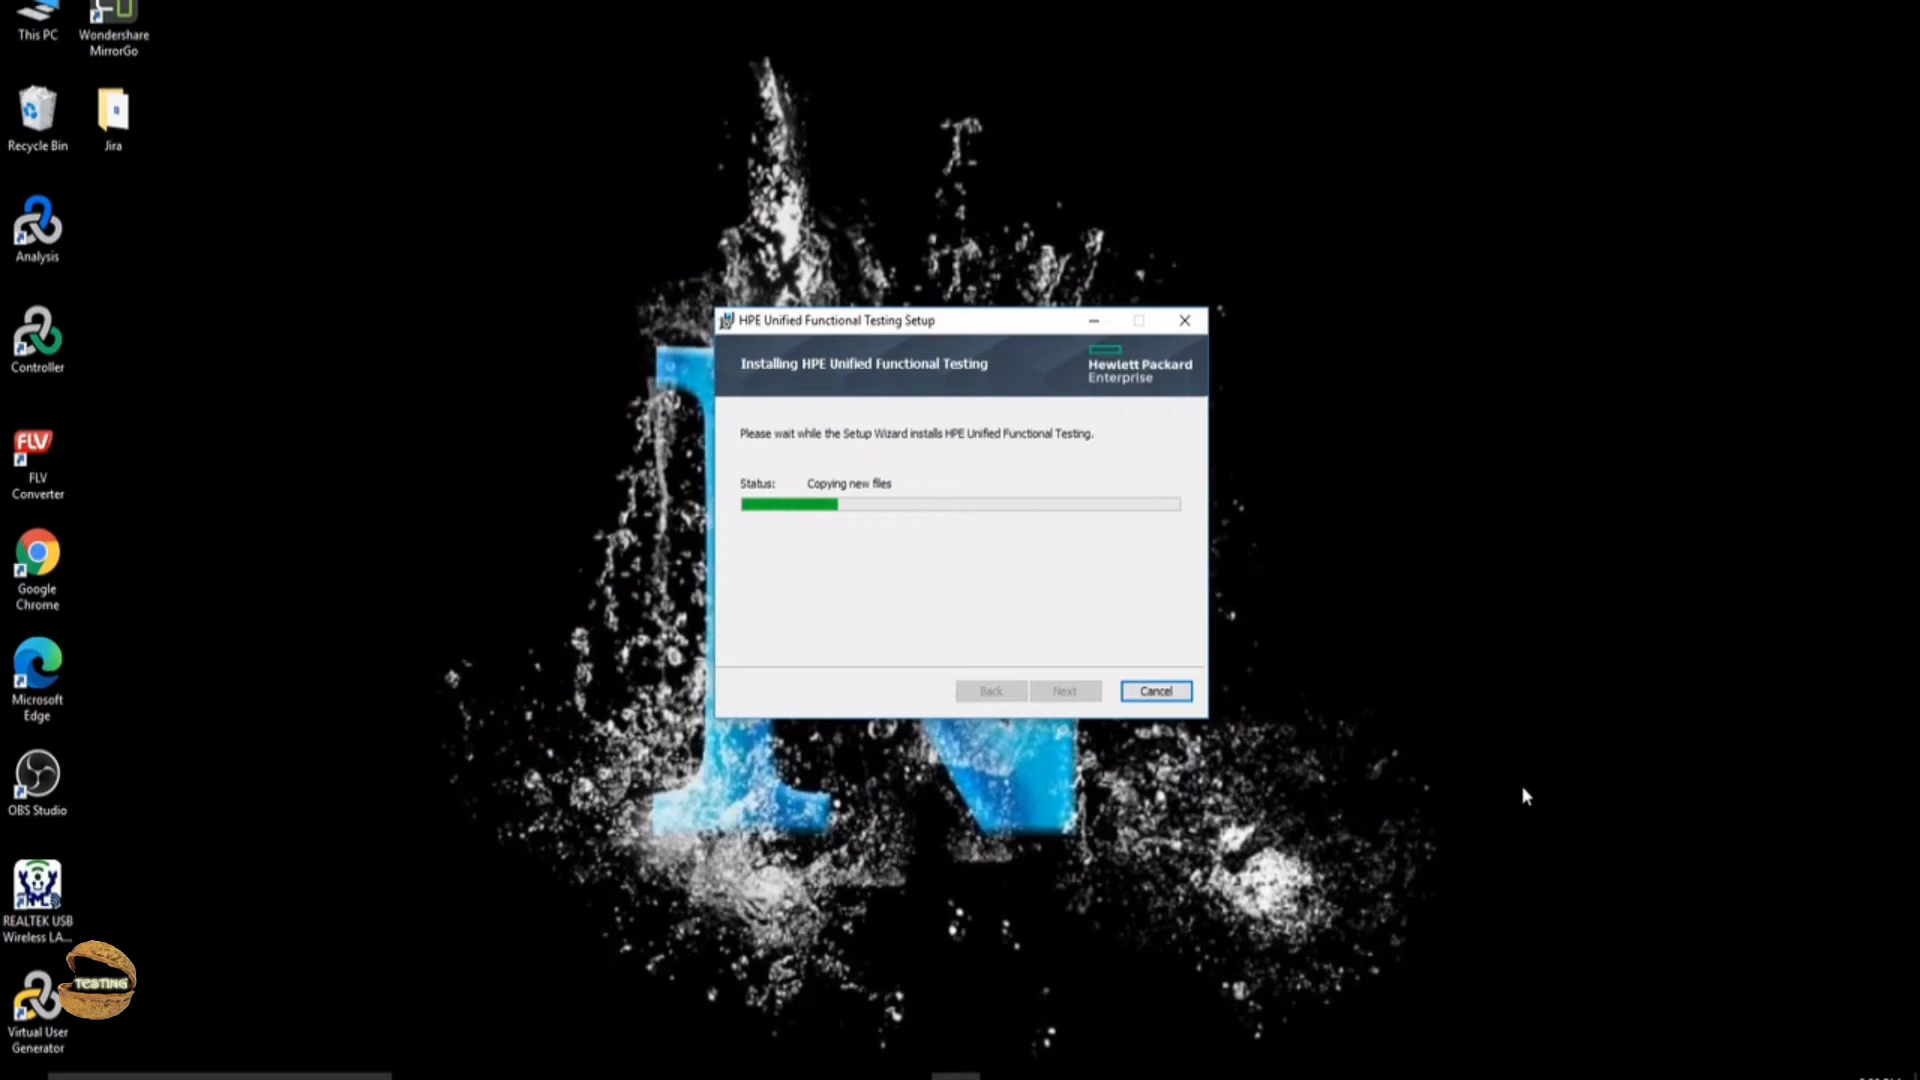 This PC
Wondershare
MirrorGo
Recycle Bin
Jira
Analysis
Controller
FLV
FLV
Converter
Google
Chrome
Microsoft
Edge
OBS Studio
REALTEK USB
Wireless LA...
TESTING
Virtual User
Generator
HPE Unified Functional Testing Setup
Installing HPE Unified Functional Testing
Hewlett Packard
Enterprise
Please wait while the Setup Wizard installs HPE Unified Functional Testing.
Status: Copying new files
Back Next Cancel